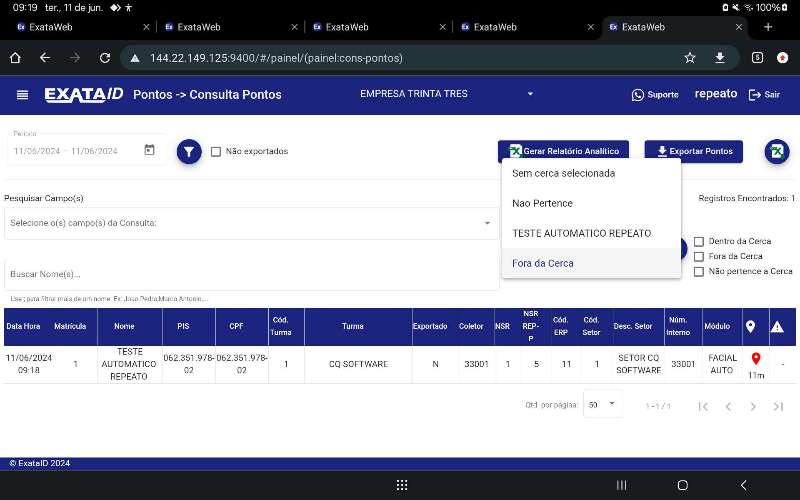 09:19 ter., 11 de jun.
100%
ExataWeb
ExataWeb
ExataWeb
ExataWeb
ExataWeb
144.22.149.125:9400/#/painel/(painel:cons-pontos)
5
EXATA ID
Pontos -> Consulta Pontos
EMPRESA TRINTA TRES
Suporte
repeato
Sair
Período
11/06/2024 – 11/06/2024
Não exportados
Gerar Relatório Analítico
Exportar Pontos
Sem cerca selecionada
Nao Pertence
TESTE AUTOMATICO REPEATO
Fora da Cerca
Pesquisar Campo(s)
Registros Encontrados: 1
Selecione o(s) campo(s) da Consulta:
Dentro da Cerca
Fora da Cerca
Não pertence a Cerca
Buscar Nome(s)...
Use ; para filtrar mais de um nome. Ex: João Pedro;Marco Antonio;...
Data Hora Matrícula Nome PIS CPF Cód. Turma Turma Exportado Coletor NSR NSR REP-P Cód. ERP Cód. Setor Desc. Setor Núm. Interno Módulo
11/06/2024 09:18 1 TESTE AUTOMATICO REPEATO 062.351.978-02 062.351.978-02 1 CQ SOFTWARE N 33001 1 5 11 1 SETOR CQ SOFTWARE 33001 FACIAL AUTO 11m -
Qtd. por página: 50 1 – 1 / 1
© ExataID 2024